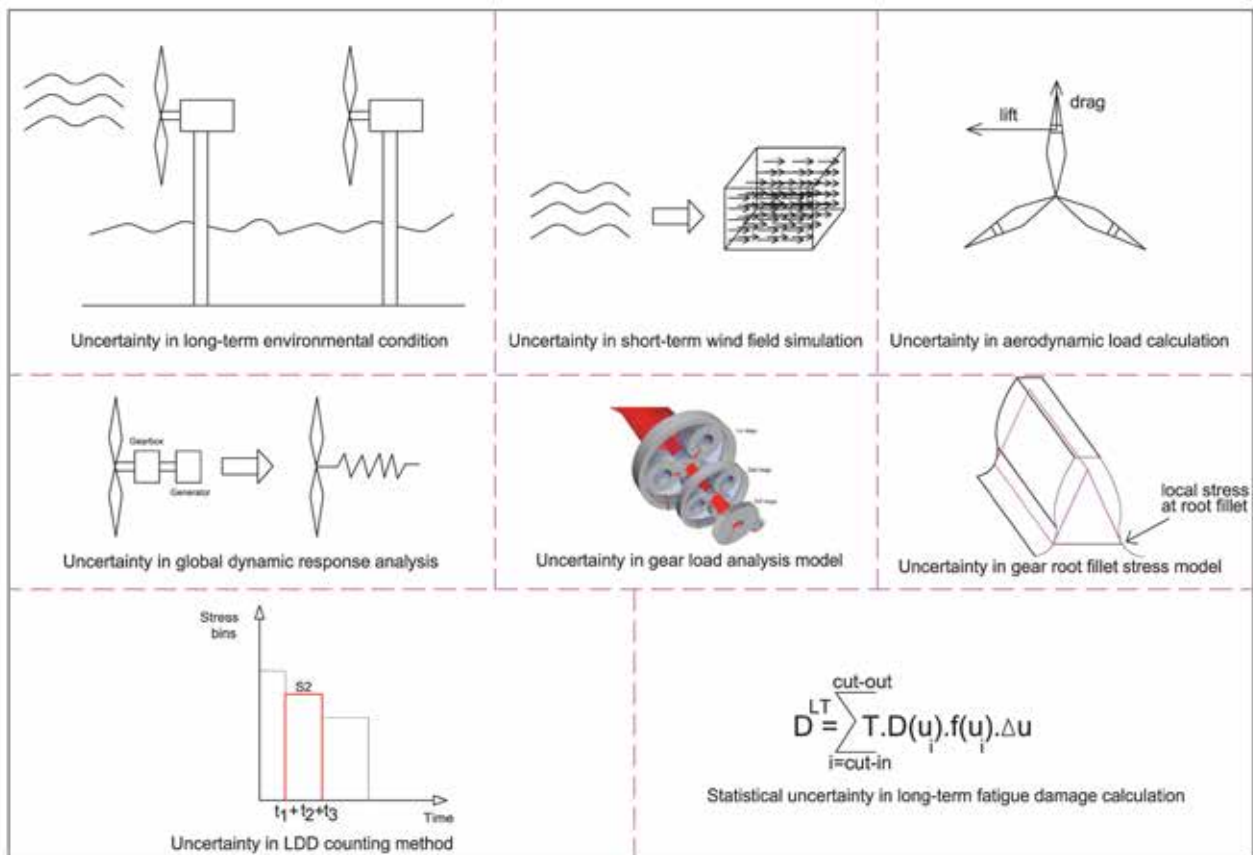 Uncertainty in long-term environmental condition
Uncertainty in short-term wind field simulation
lift
drag
Uncertainty in aerodynamic load calculation
Gearbox
Generator
Uncertainty in global dynamic response analysis
Uncertainty in gear load analysis model
local stress
at root fillet
Uncertainty in gear root fillet stress model
Stress
bins
S2
t1+t2+t3
Time
Uncertainty in LDD counting method
cut-out
D^LT=∑T.D(u_i).f(u_i).Δu
i=cut-in
Statistical uncertainty in long-term fatigue damage calculation